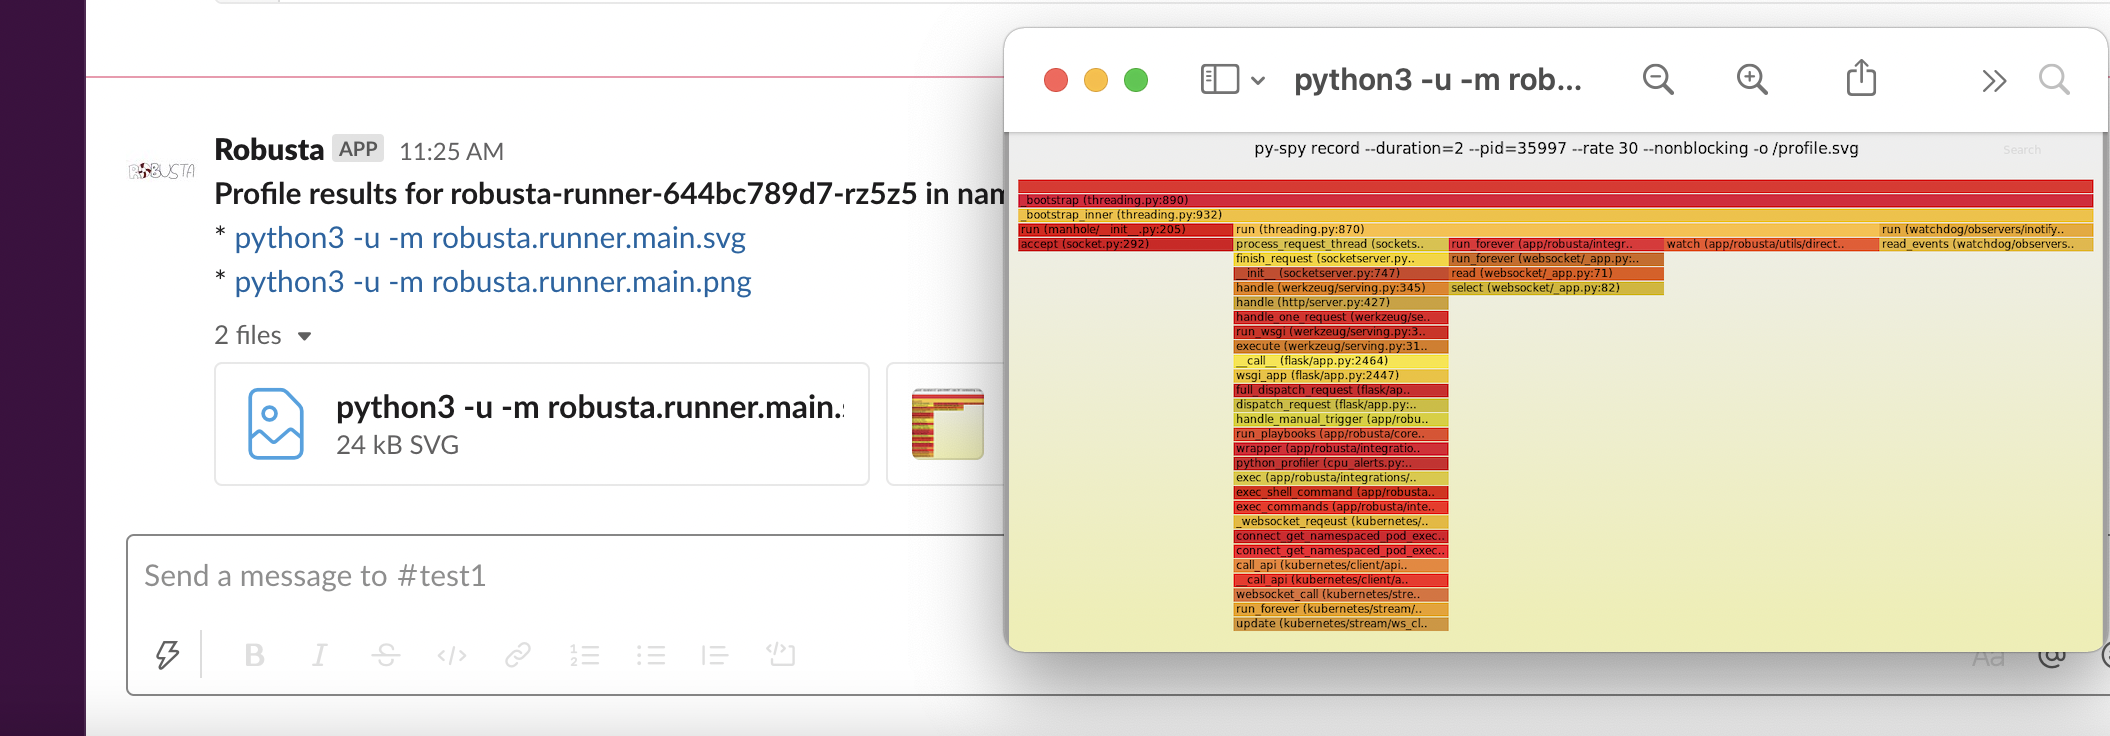 ROBUSTA
Robusta APP 11:25 AM
Profile results for robusta-runner-644bc789d7-rz5z5 in nam
* python3 -u -m robusta.runner.main.svg
* python3 -u -m robusta.runner.main.png
2 files
python3 -u -m robusta.runner.main.
24 kB SVG
Send a message to #test1
B I S </>
Aa @
python3 -u -m rob...
py-spy record --duration=2 --pid=35997 --rate 30 --nonblocking -o /profile.svg
Search
_bootstrap (threading.py:890)
_bootstrap_inner (threading.py:932)
run (manhole/__init__.py:205) run (threading.py:870) run (watchdog/observers/inotify..
accept (socket.py:292) process_request_thread (sockets.. run_forever (app/robusta/integr.. watch (app/robusta/utils/direct.. read_events (watchdog/observers..
finish_request (socketserver.py.. run_forever (websocket/_app.py:..
__init__ (socketserver.py:747) read (websocket/_app.py:71)
handle (werkzeug/serving.py:345) select (websocket/_app.py:82)
handle (http/server.py:427)
handle_one_request (werkzeug/se..
run_wsgi (werkzeug/serving.py:3..
execute (werkzeug/serving.py:31..
__call__ (flask/app.py:2464)
wsgi_app (flask/app.py:2447)
full_dispatch_request (flask/ap..
dispatch_request (flask/app.py:..
handle_manual_trigger (app/robu..
run_playbooks (app/robusta/core..
wrapper (app/robusta/integratio..
python_profiler (cpu_alerts.py:..
exec (app/robusta/integrations/..
exec_shell_command (app/robusta..
exec_commands (app/robusta/inte..
_websocket_reqeust (kubernetes/..
connect_get_namespaced_pod_exec..
connect_get_namespaced_pod_exec..
call_api (kubernetes/client/api..
__call_api (kubernetes/client/a..
websocket_call (kubernetes/stre..
run_forever (kubernetes/stream/..
update (kubernetes/stream/ws_cl..